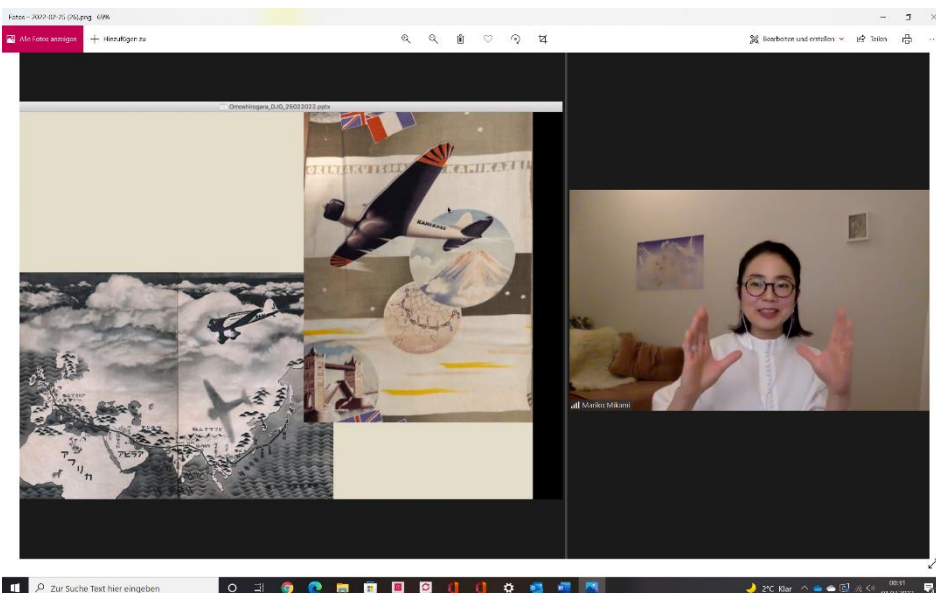 Fotos – 2022-02-25 (26).png 69%
Alle Fotos anzeigen
Hinzufügen zu
Bearbeiten und erstellen
Teilen
Omoshirogara_DJG_25022022.pptx
KAMIKAZE
KAMIKAZE
アフリカ
アラビア
Mariko Mikami
Zur Suche Text hier eingeben
2°C Klar